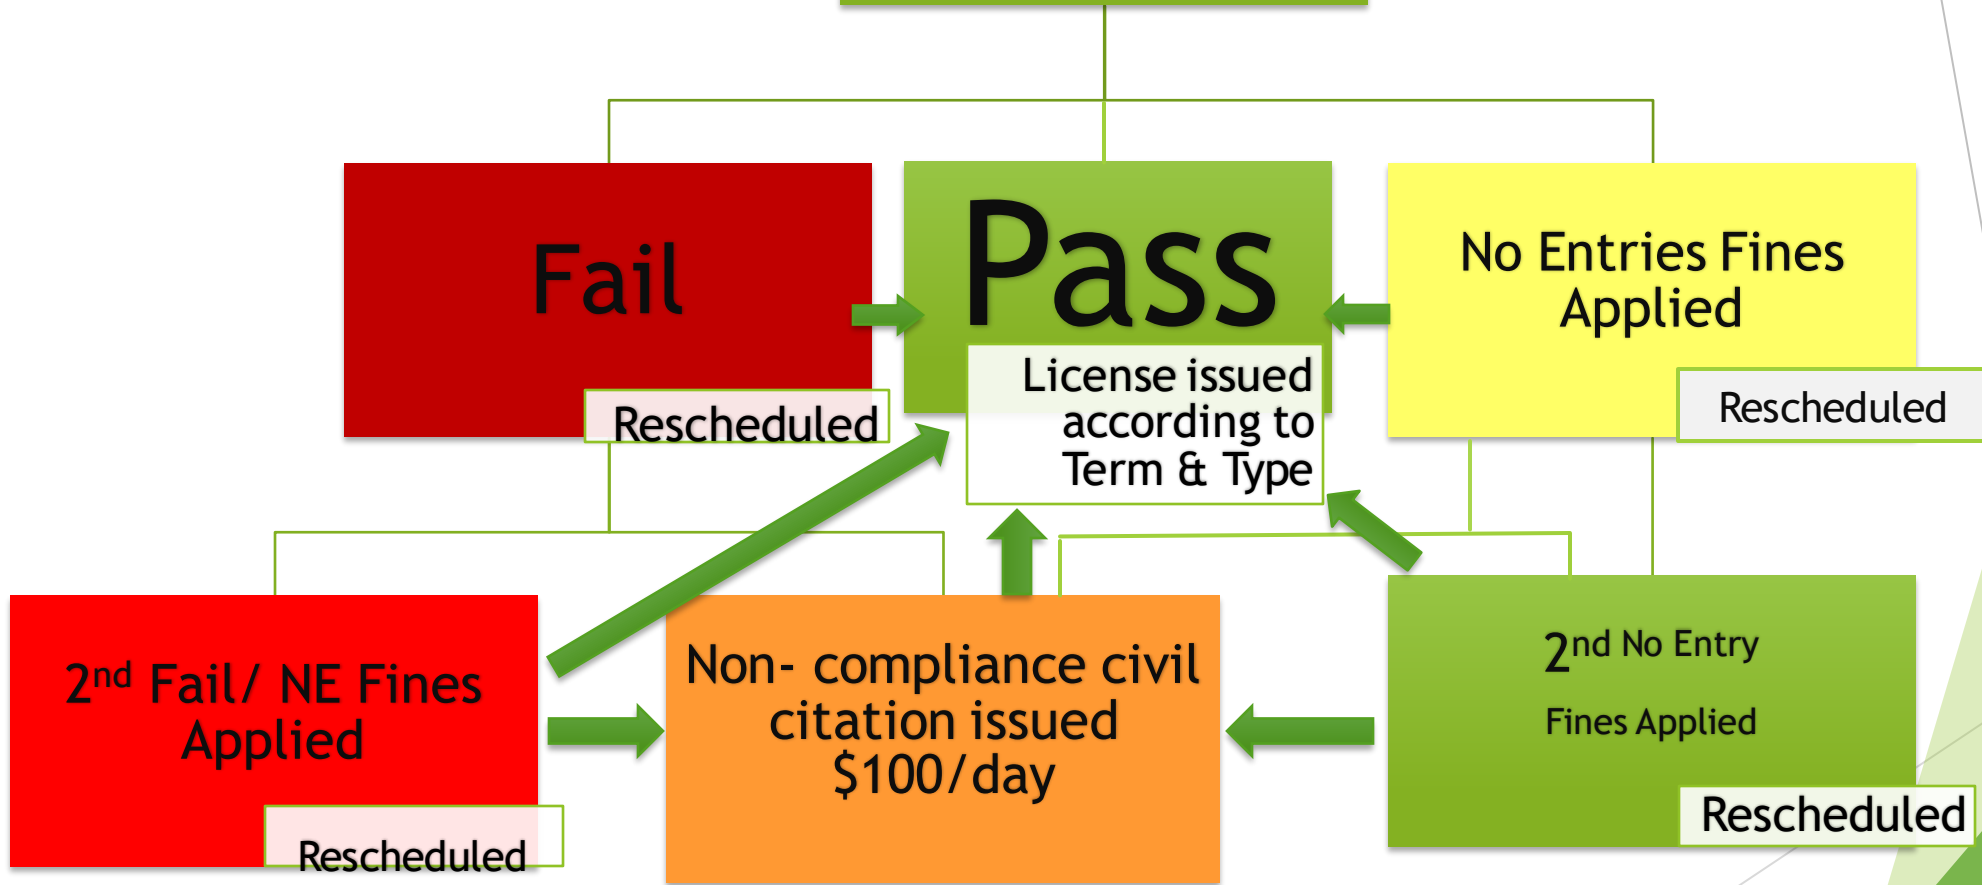 Fail
Rescheduled
Pass
License issued
according to
Term & Type
No Entries Fines
Applied
Rescheduled
2nd Fail/ NE Fines
Applied
Rescheduled
Non- compliance civil
citation issued
$100/day
2nd No Entry
Fines Applied
Rescheduled